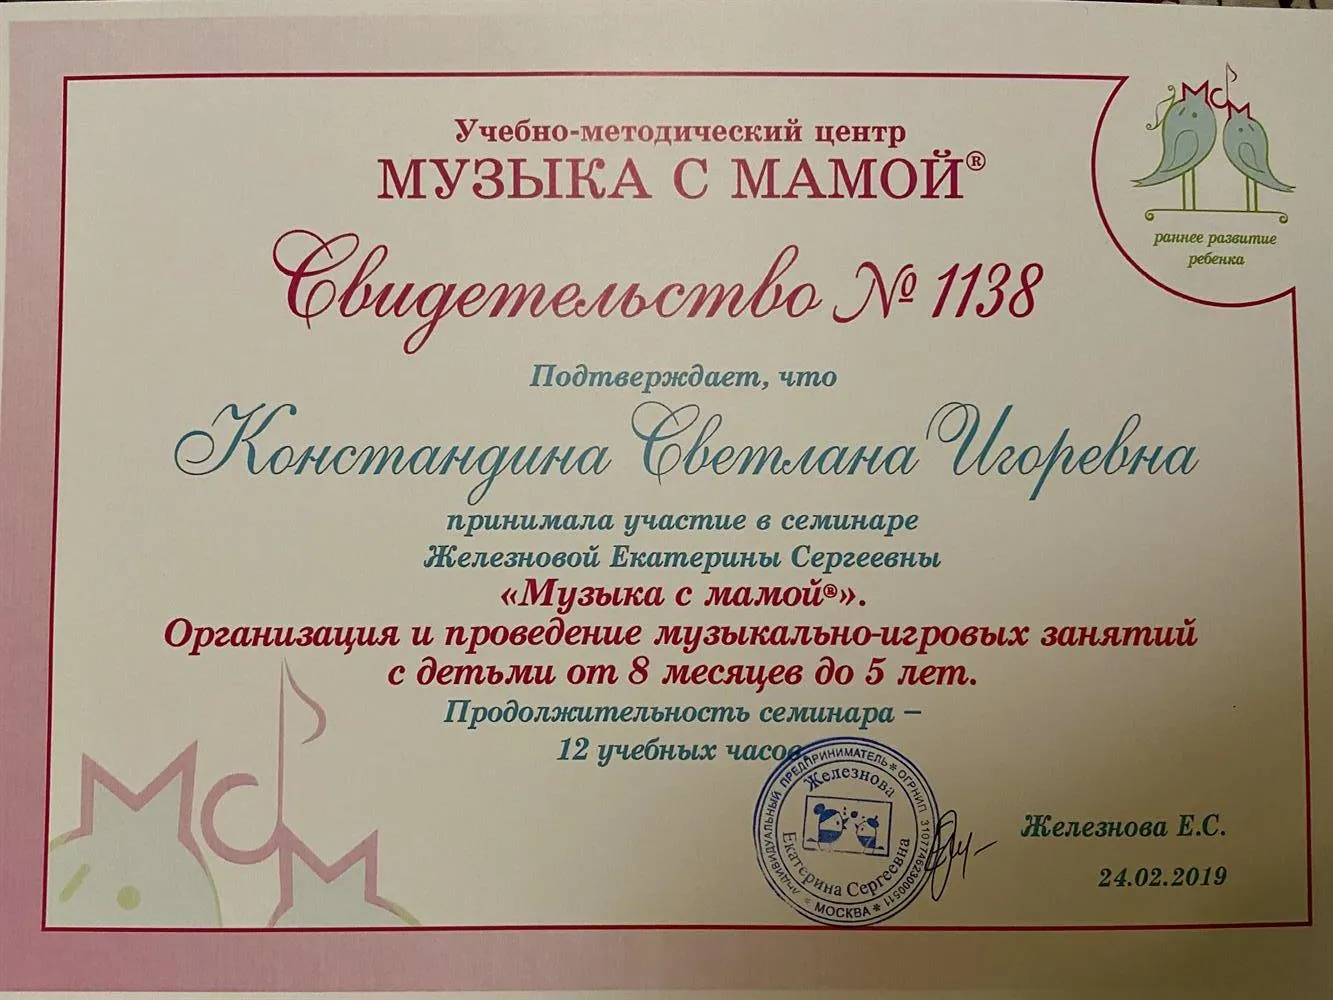 Учебно-методический центр
МУЗЫКА С МАМОЙ®
МСМ
раннее развитие
ребенка
Свидетельство № 1138
Подтверждает, что
Констандина Светлана Игоревна
принимала участие в семинаре
Железновой Екатерины Сергеевны
«Музыка с мамой®».
Организация и проведение музыкально-игровых занятий
с детьми от 8 месяцев до 5 лет.
Продолжительность семинара –
12 учебных часов
МСМ
ИНДИВИДУАЛЬНЫЙ ПРЕДПРИНИМАТЕЛЬ * ОГРНИП 310774623000511 * МОСКВА *
Железнова
Екатерина Сергеевна
Железнова Е.С.
24.02.2019